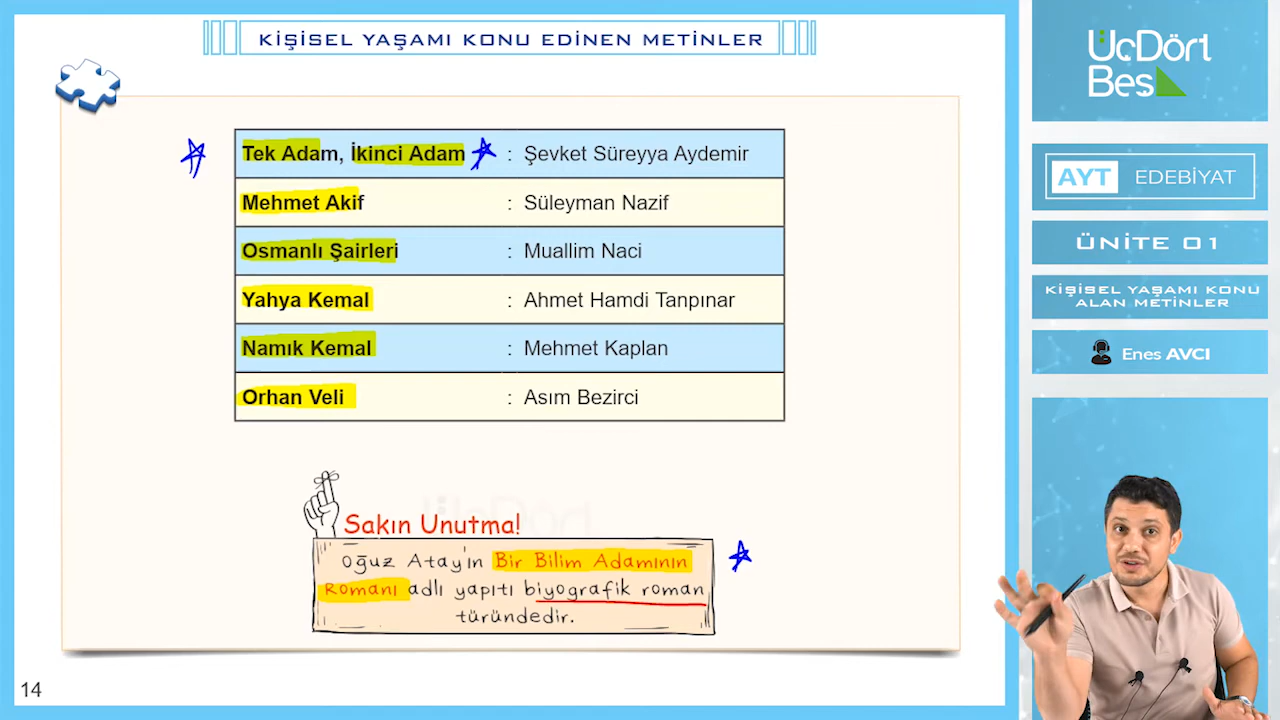 KİŞİSEL YAŞAMI KONU EDİNEN METİNLER
Tek Adam, İkinci Adam : Şevket Süreyya Aydemir
Mehmet Akif : Süleyman Nazif
Osmanlı Şairleri : Muallim Naci
Yahya Kemal : Ahmet Hamdi Tanpınar
Namık Kemal : Mehmet Kaplan
Orhan Veli : Asım Bezirci
Sakın Unutma!
Oğuz Atay'ın Bir Bilim Adamının
Romanı adlı yapıtı biyografik roman
türündedir.
14
ÜçDört
Beş
AYT EDEBİYAT
ÜNİTE 01
KİŞİSEL YAŞAMI KONU
ALAN METİNLER
Enes AVCI